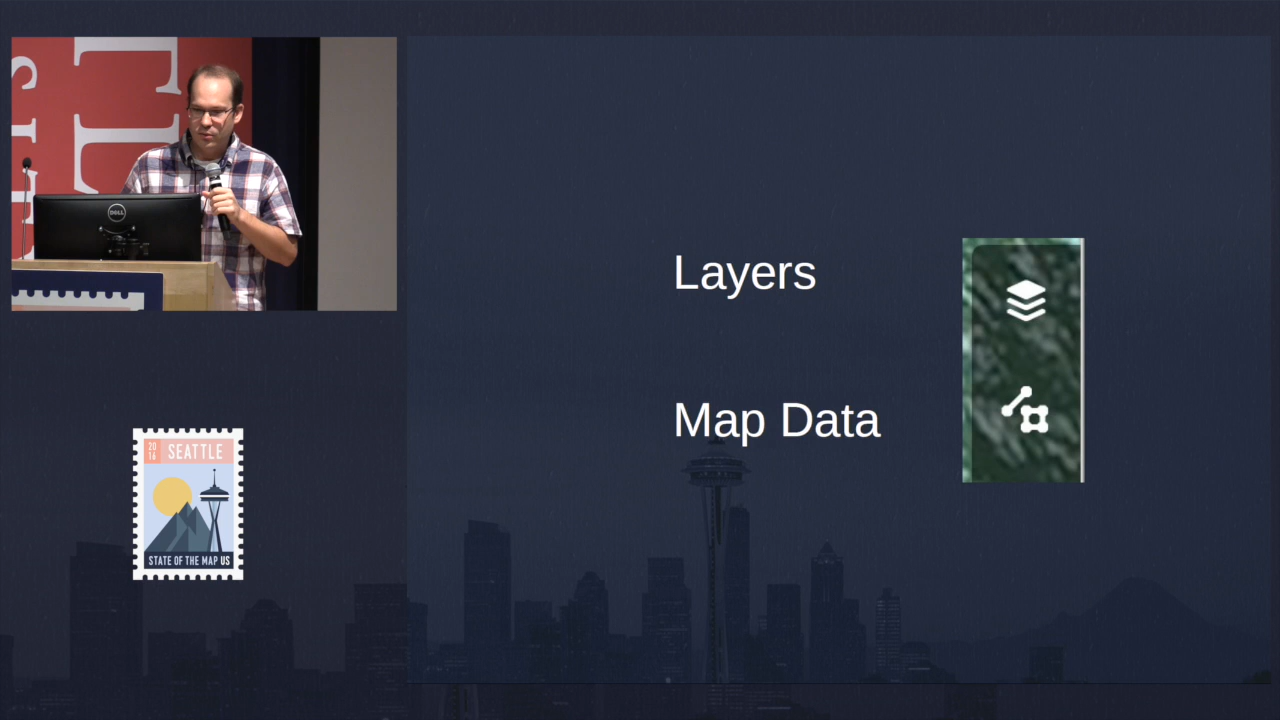 DELL
20
16
SEATTLE
STATE OF THE MAP US
Layers
Map Data